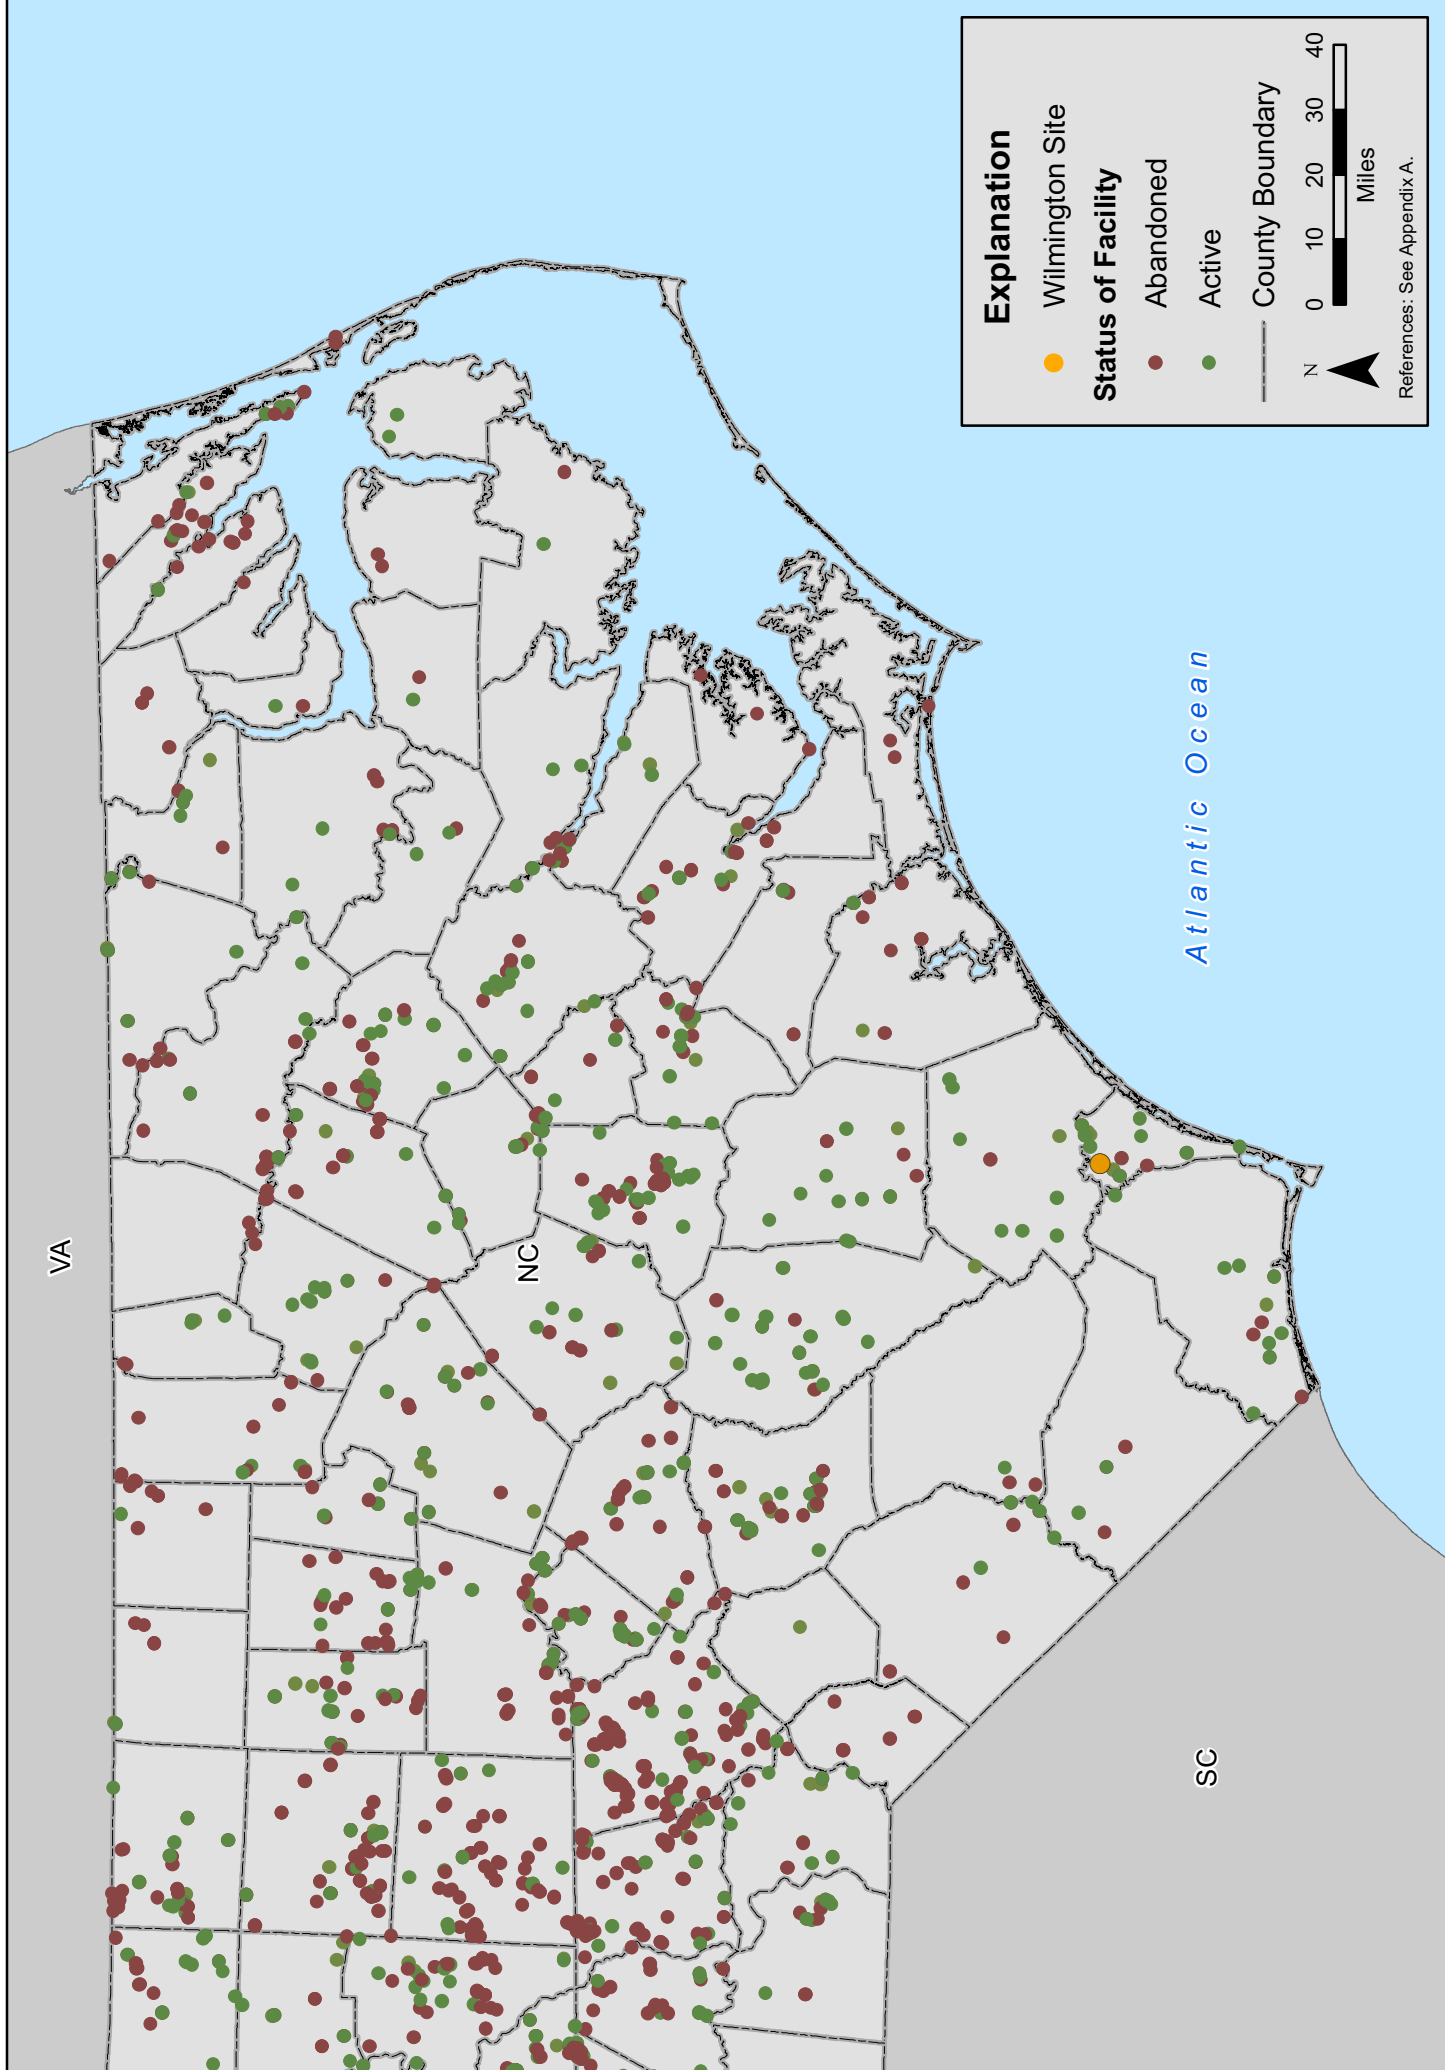 VA
NC
SC
Atlantic Ocean
Explanation
Wilmington Site
Status of Facility
Abandoned
Active
County Boundary
N
0 10 20 30 40
Miles
References: See Appendix A.